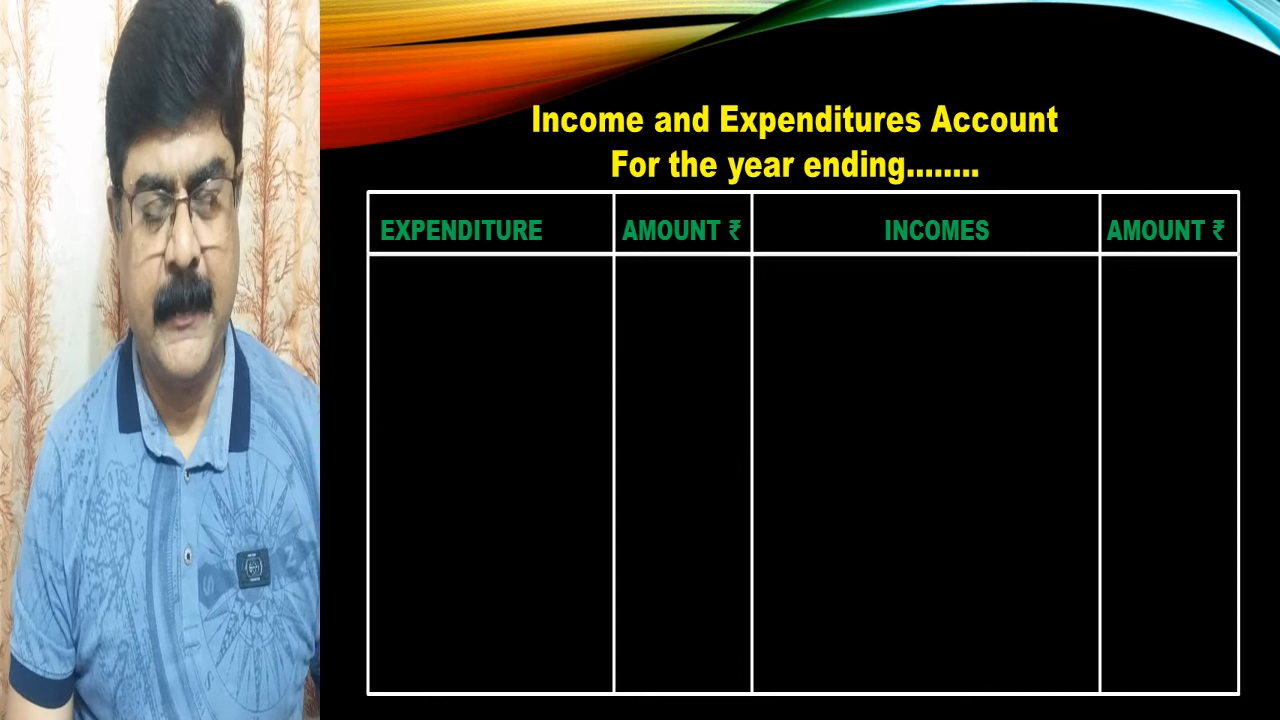 Income and Expenditures Account
For the year ending........
EXPENDITURE AMOUNT ₹ INCOMES AMOUNT ₹